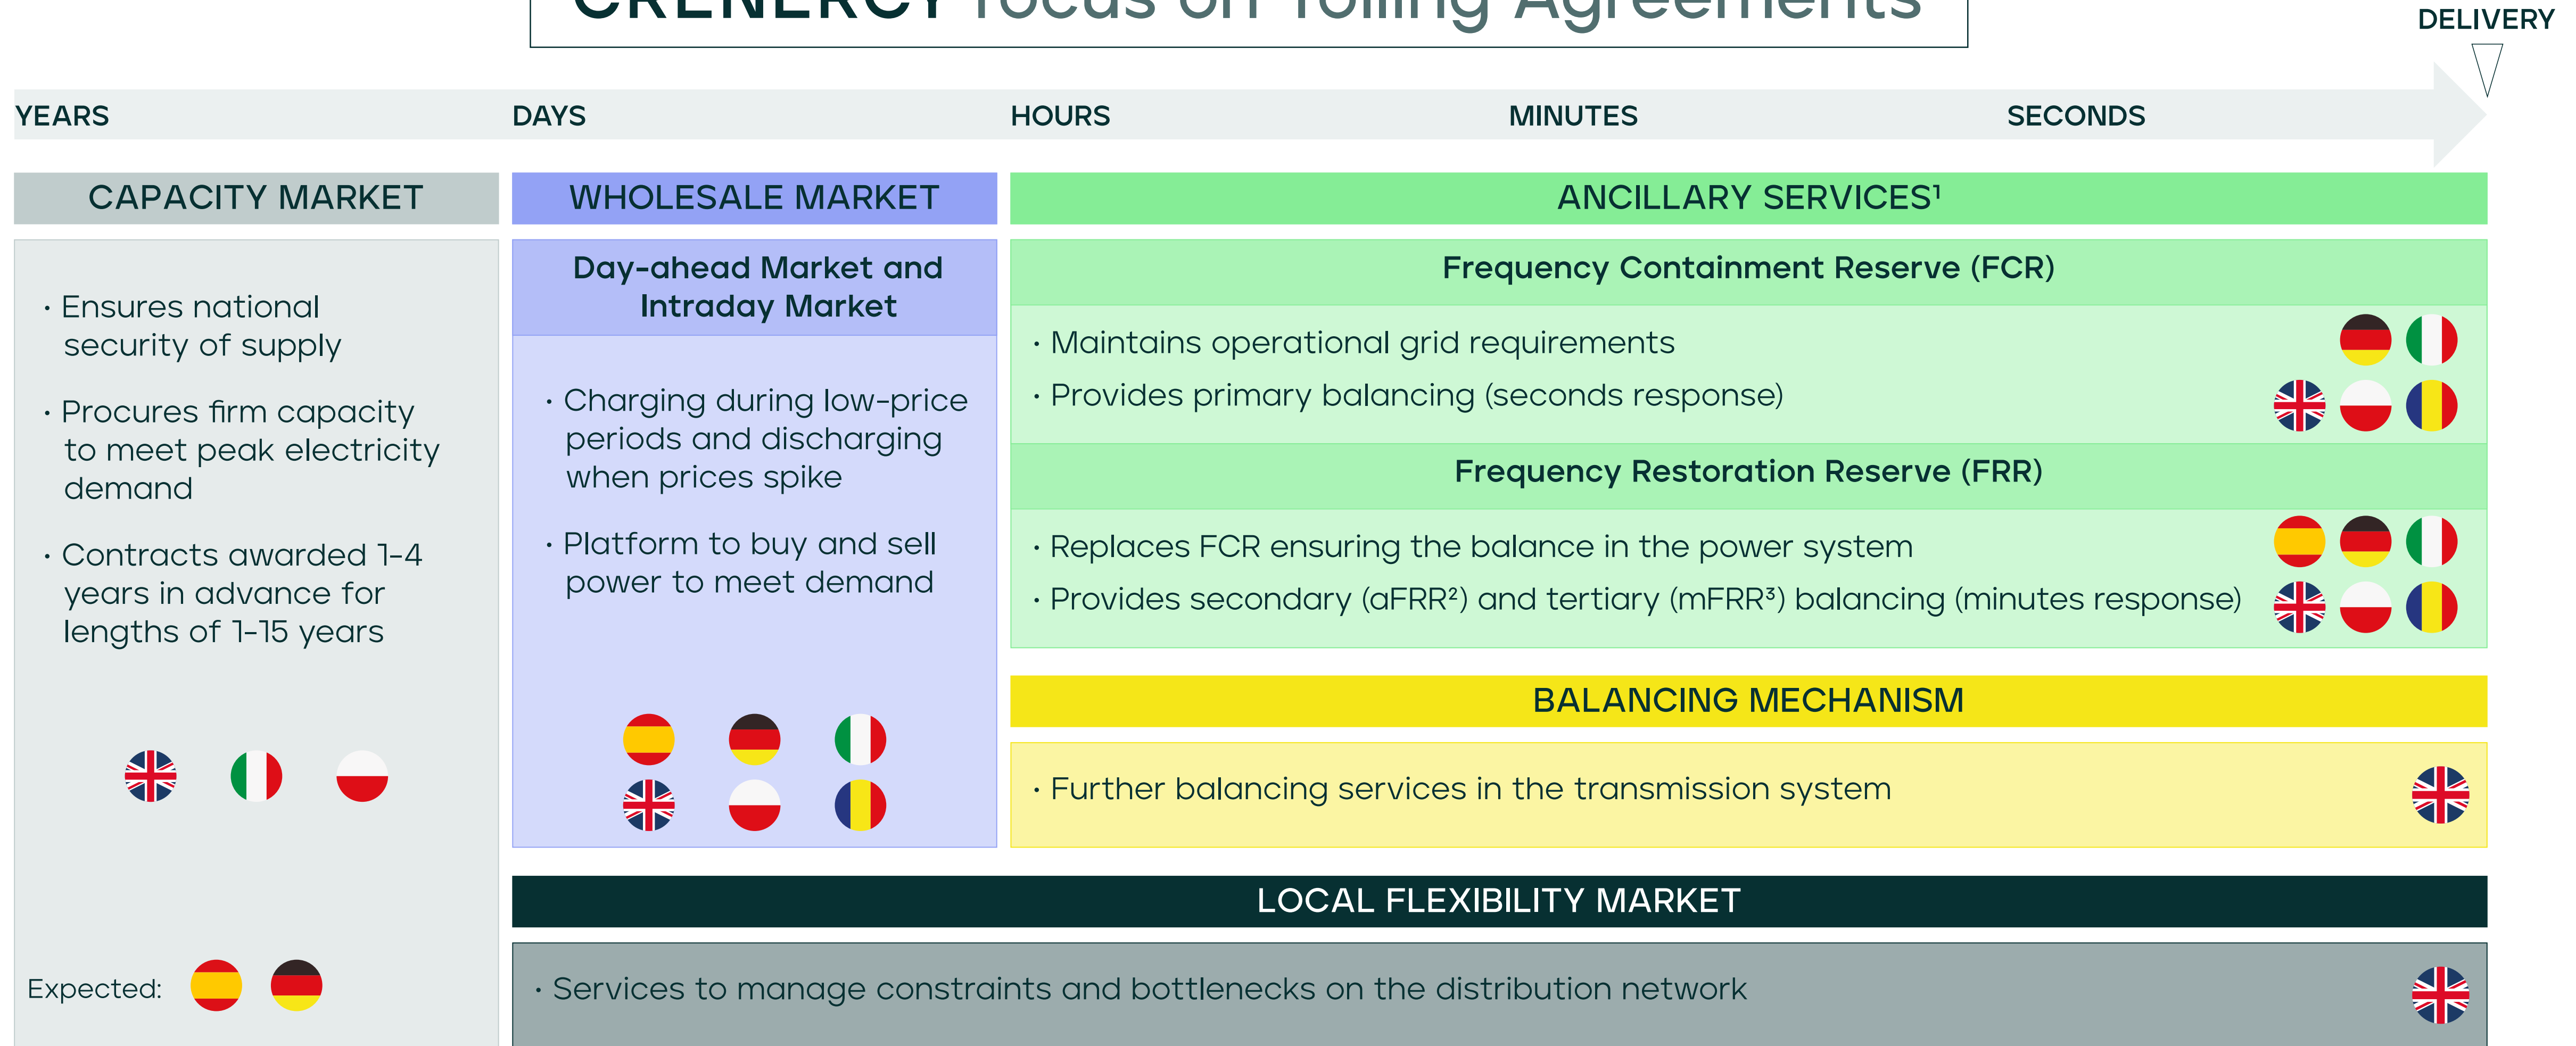 GRENERGY focus on Tolling Agreements
DELIVERY
YEARS
DAYS
HOURS
MINUTES
SECONDS
CAPACITY MARKET
• Ensures national
security of supply
• Procures firm capacity
to meet peak electricity
demand
• Contracts awarded 1-4
years in advance for
lengths of 1-15 years
Expected:
WHOLESALE MARKET
Day-ahead Market and
Intraday Market
• Charging during low-price
periods and discharging
when prices spike
• Platform to buy and sell
power to meet demand
ANCILLARY SERVICES¹
Frequency Containment Reserve (FCR)
• Maintains operational grid requirements
• Provides primary balancing (seconds response)
Frequency Restoration Reserve (FRR)
• Replaces FCR ensuring the balance in the power system
• Provides secondary (aFRR²) and tertiary (mFRR³) balancing (minutes response)
BALANCING MECHANISM
• Further balancing services in the transmission system
LOCAL FLEXIBILITY MARKET
• Services to manage constraints and bottlenecks on the distribution network